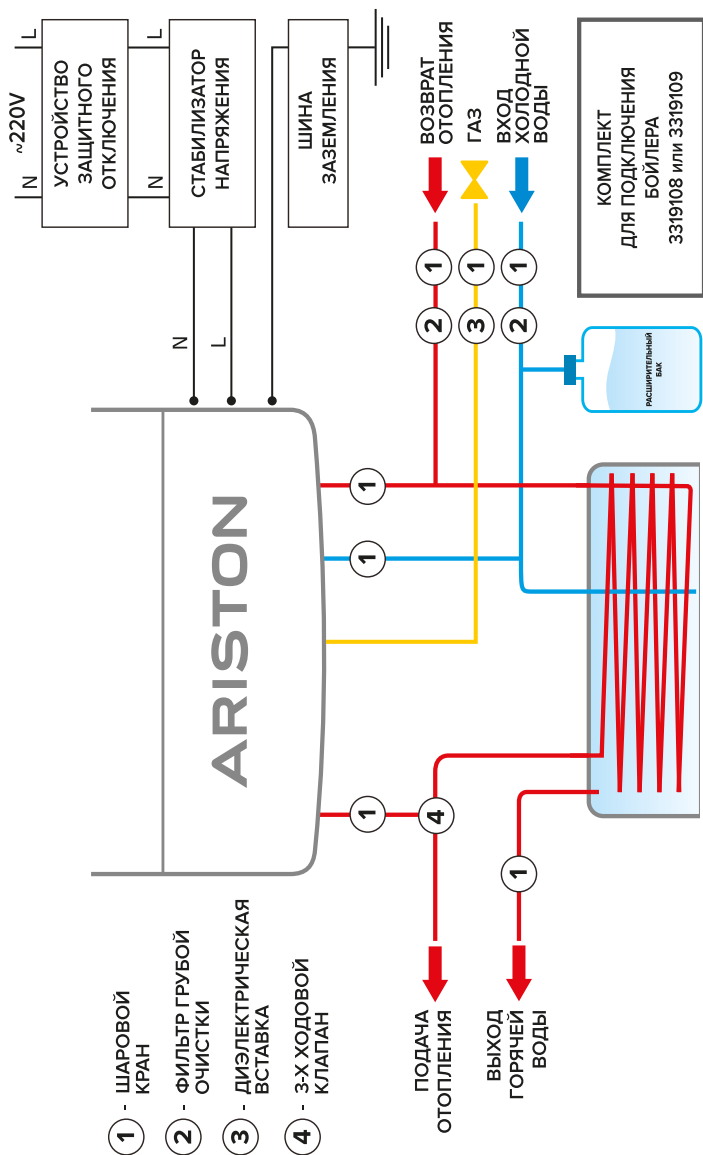 1 - ШАРОВОЙ
КРАН
2 - ФИЛЬТР ГРУБОЙ
ОЧИСТКИ
3 - ДИЭЛЕКТРИЧЕСКАЯ
ВСТАВКА
4 - 3-Х ХОДОВОЙ
КЛАПАН
ARISTON
~220V
N
L
УСТРОЙСТВО
ЗАЩИТНОГО
ОТКЛЮЧЕНИЯ
N
L
СТАБИЛИЗАТОР
НАПРЯЖЕНИЯ
N
L
ШИНА
ЗАЗЕМЛЕНИЯ
1
1
1
1
4
2
1
3
1
2
1
1
ВОЗВРАТ
ОТОПЛЕНИЯ
ГАЗ
ВХОД
ХОЛОДНОЙ
ВОДЫ
ПОДАЧА
ОТОПЛЕНИЯ
ВЫХОД
ГОРЯЧЕЙ
ВОДЫ
РАСШИРИТЕЛЬНЫЙ
БАК
КОМПЛЕКТ
ДЛЯ ПОДКЛЮЧЕНИЯ
БОЙЛЕРА
3319108 или 3319109